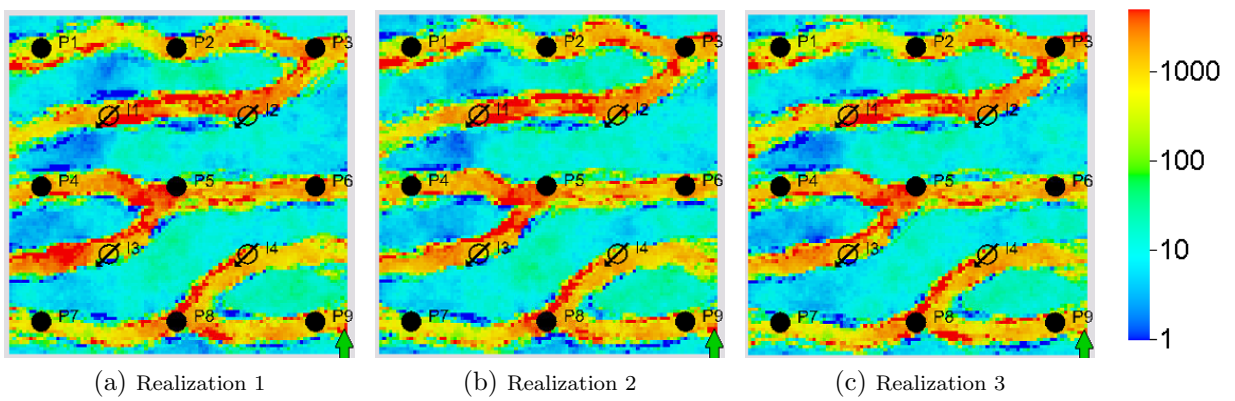 P1 P2 P3
I1 I2
P4 P5 P6
I3 I4
P7 P8 P9
P1 P2 P3
I1 I2
P4 P5 P6
I3 I4
P7 P8 P9
P1 P2 P3
I1 I2
P4 P5 P6
I3 I4
P7 P8 P9
1000
100
10
1
(a) Realization 1
(b) Realization 2
(c) Realization 3